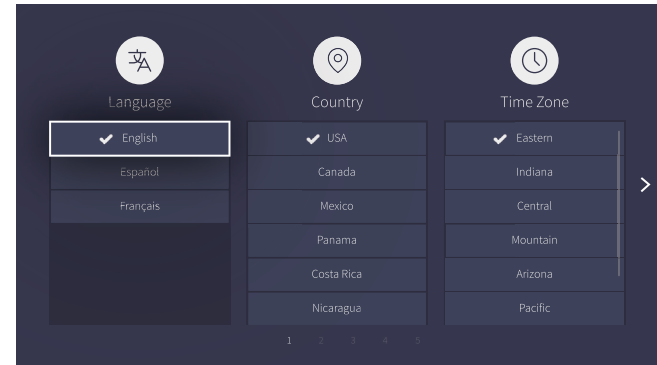 Language
English
Español
Français
Country
USA
Canada
Mexico
Panama
Costa Rica
Nicaragua
Time Zone
Eastern
Indiana
Central
Mountain
Arizona
Pacific
1 2 3 4 5